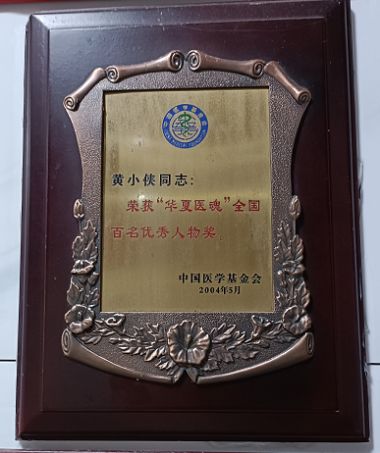 黄小侠同志:
荣获“华夏医魂”全国
百名优秀人物奖。
中国医学基金会
2004年5月